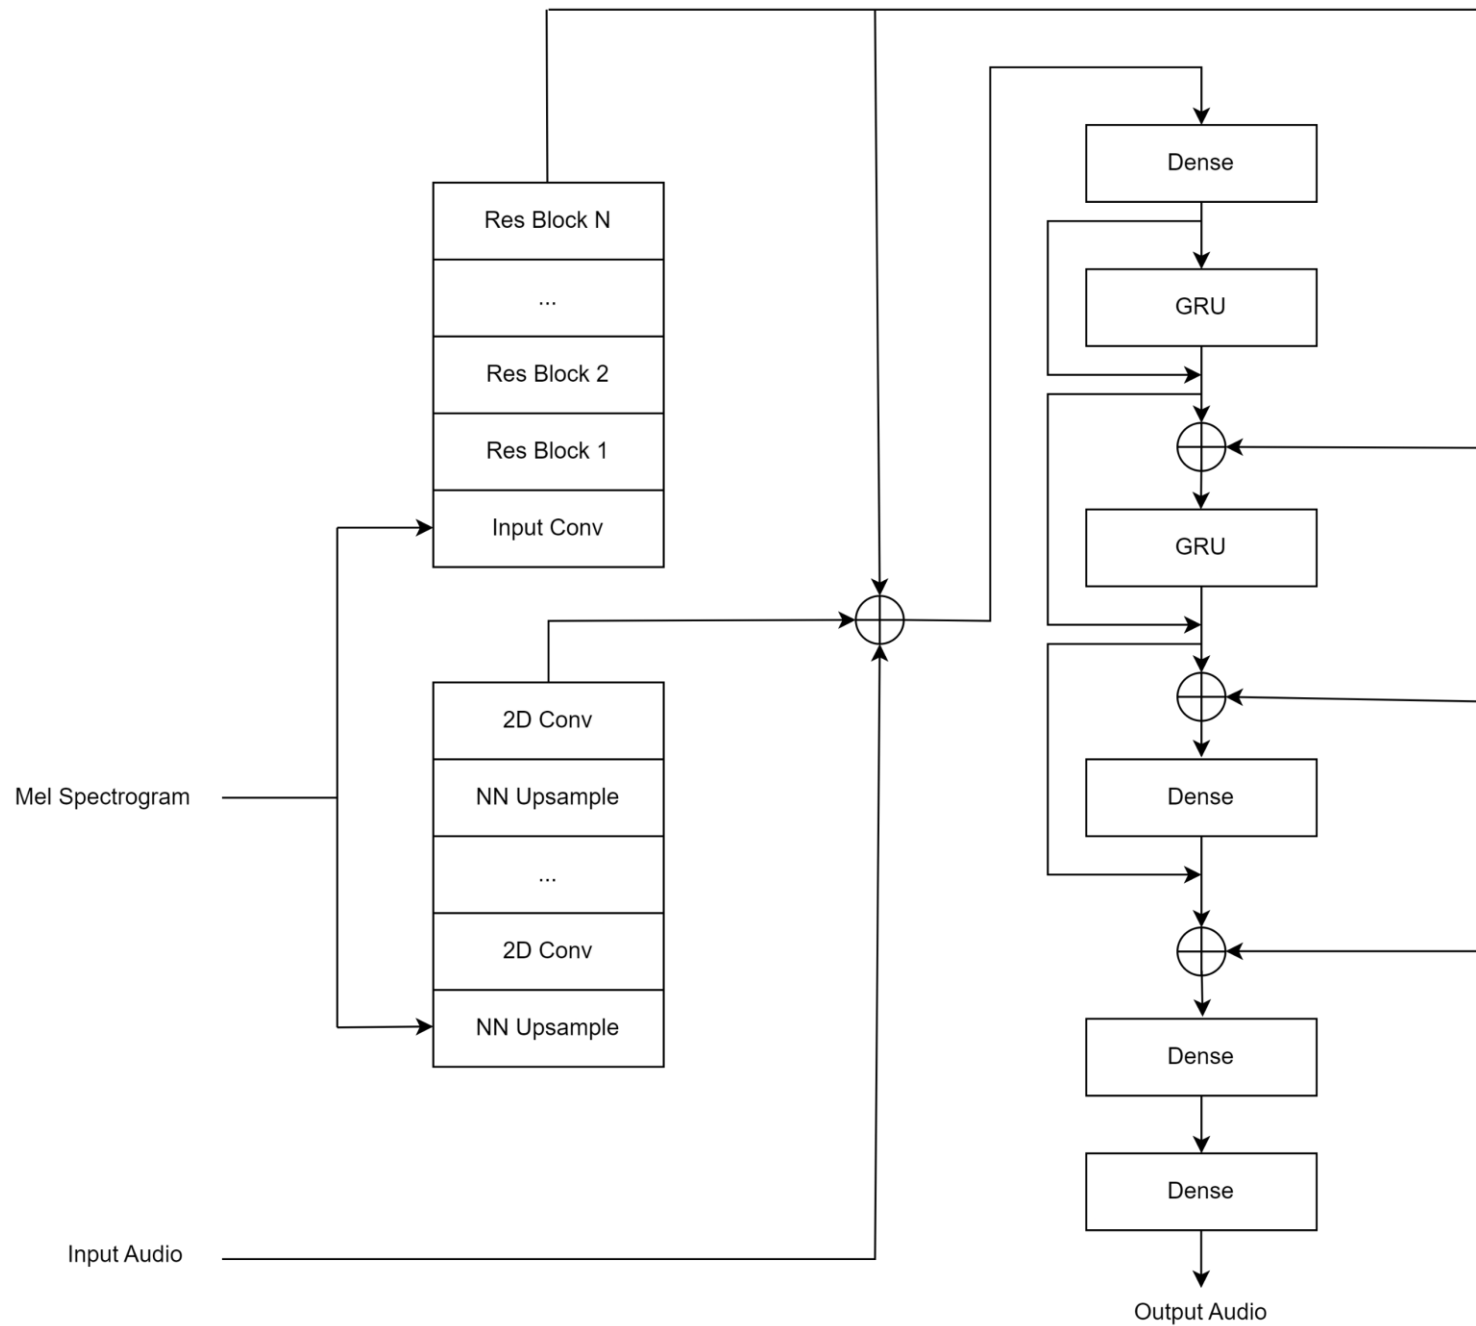 Res Block N
...
Res Block 2
Res Block 1
Input Conv
2D Conv
NN Upsample
...
2D Conv
NN Upsample
Mel Spectrogram
Input Audio
Dense
GRU
GRU
Dense
Dense
Dense
Output Audio